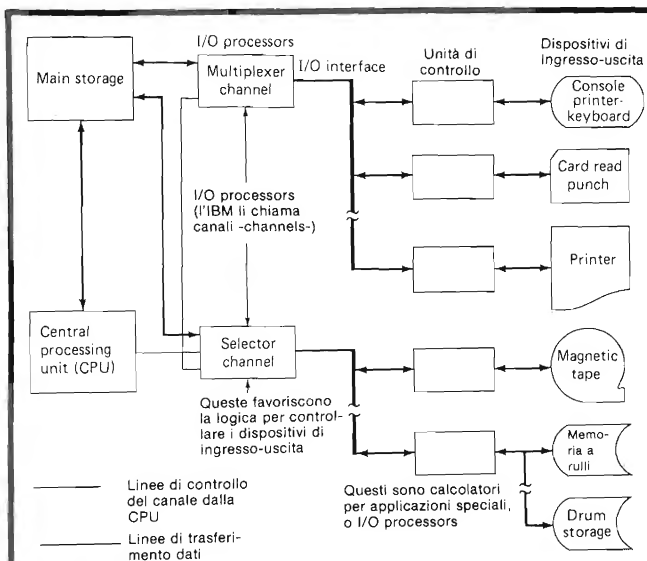 I/O processors
Main storage
Multiplexer
channel
I/O interface
Unità di
controllo
Dispositivi di
ingresso-uscita
Console
printer-
keyboard
Card read
punch
I/O processors
(l'IBM li chiama
canali -channels-)
Printer
Central
processing
unit (CPU)
Selector
channel
Magnetic
tape
Queste favoriscono
la logica per control-
lare i dispositivi di
ingresso-uscita
Memo-
ria a
rulli
Linee di controllo
del canale dalla
CPU
Questi sono calcolatori
per applicazioni speciali,
o I/O processors
Drum
storage
Linee di trasferi-
mento dati